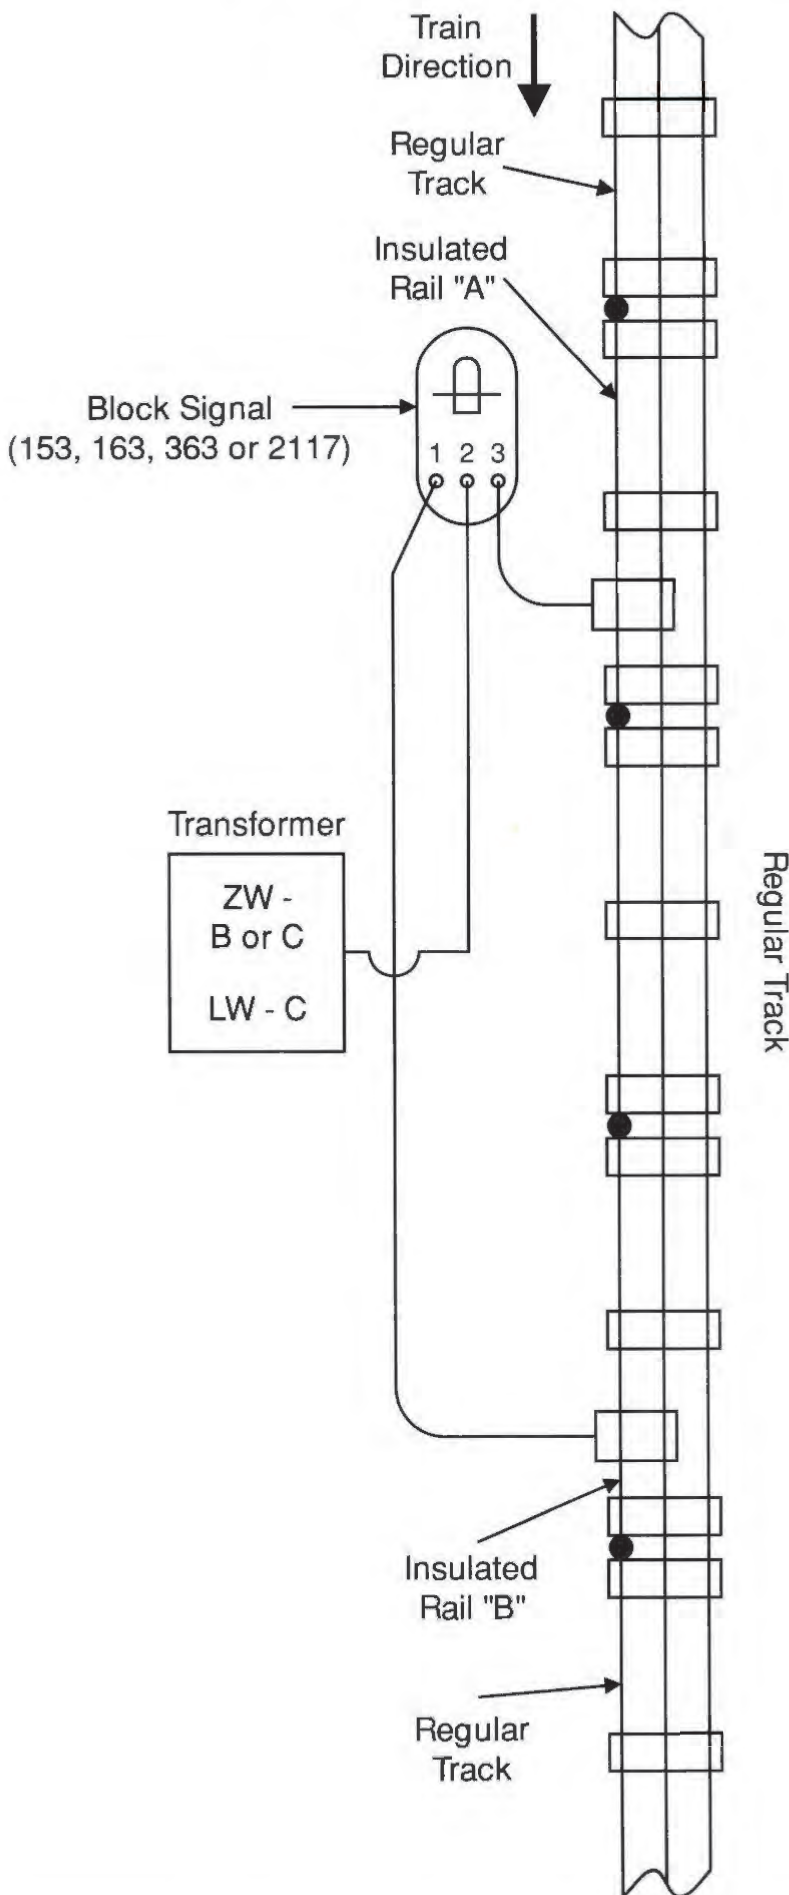 Train
Direction
Regular
Track
Insulated
Rail "A"
Block Signal
(153, 163, 363 or 2117)
1 2 3
Transformer
ZW -
B or C
LW - C
Regular Track
Insulated
Rail "B"
Regular
Track